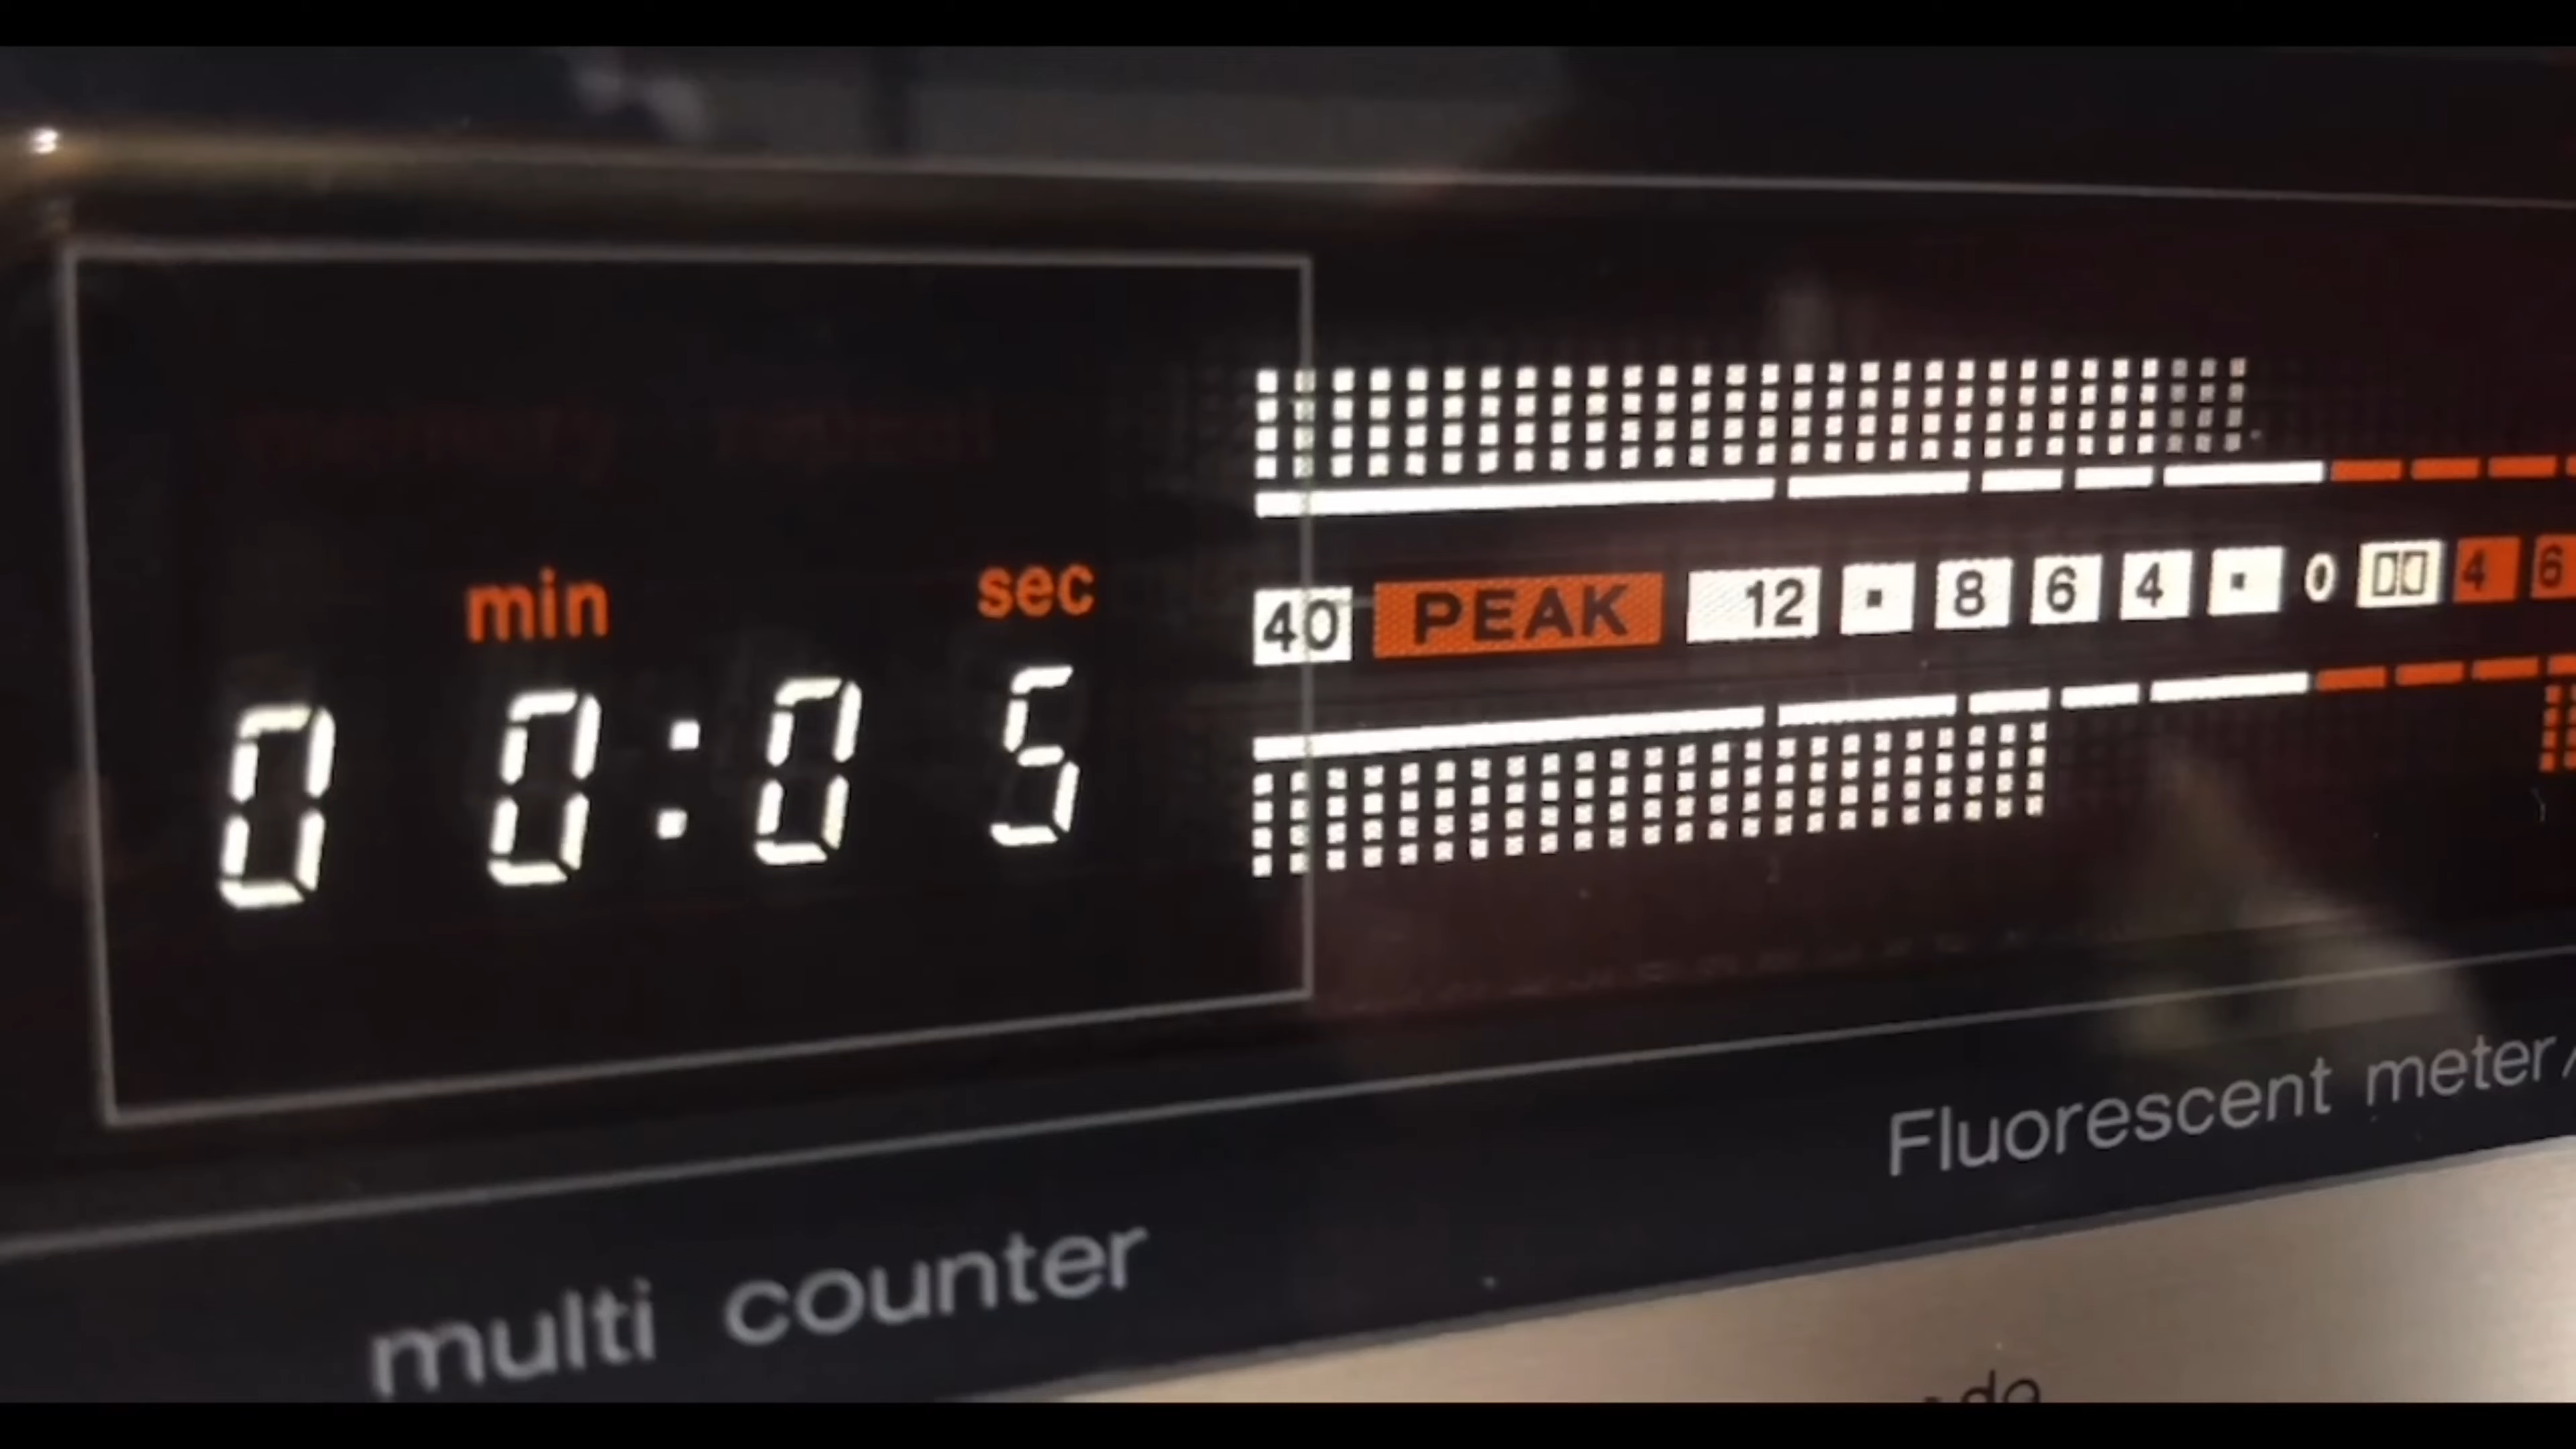 min sec
00:05
40 PEAK 12 · 8 6 4 · 0 4 6
Fluorescent meter/
multi counter